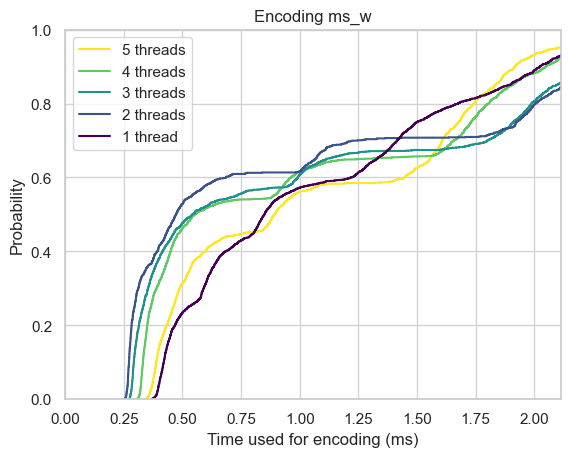 Encoding ms_w
1.0
0.8
0.6
0.4
0.2
0.0
Probability
5 threads
4 threads
3 threads
2 threads
1 thread
0.00 0.25 0.50 0.75 1.00 1.25 1.50 1.75 2.00
Time used for encoding (ms)